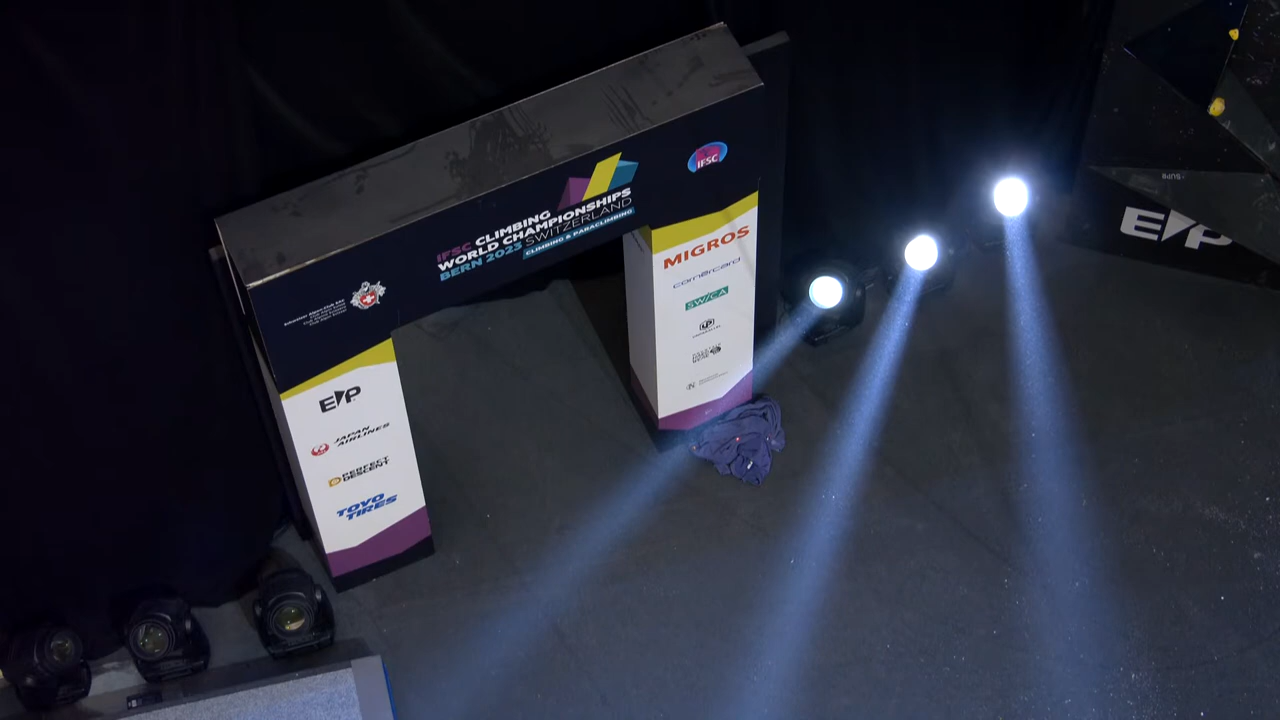 IFSC CLIMBING
WORLD CHAMPIONSHIPS
BERN 2023 SWITZERLAND
CLIMBING & PARACLIMBING
IFSC
MIGROS
cornercard
SWICA
EP
JAPAN
AIRLINES
PERFECT
DESCENT
TOYO
TIRES
EP